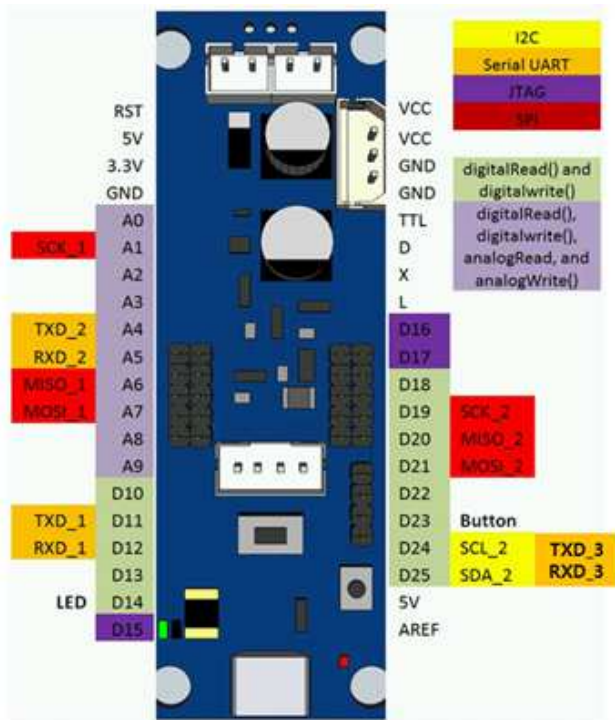 I2C
Serial UART
JTAG
SPI
digitalRead() and
digitalwrite()
digitalRead(),
digitalwrite(),
analogRead, and
analogWrite()
RST
5V
3.3V
GND
A0
SCK_1 A1
A2
A3
TXD_2 A4
RXD_2 A5
MISO_1 A6
MOSI_1 A7
A8
A9
D10
TXD_1 D11
RXD_1 D12
D13
LED D14
D15
VCC
VCC
GND
GND
TTL
D
X
L
D16
D17
D18
D19 SCK_2
D20 MISO_2
D21 MOSI_2
D22
D23 Button
D24 SCL_2 TXD_3
D25 SDA_2 RXD_3
5V
AREF